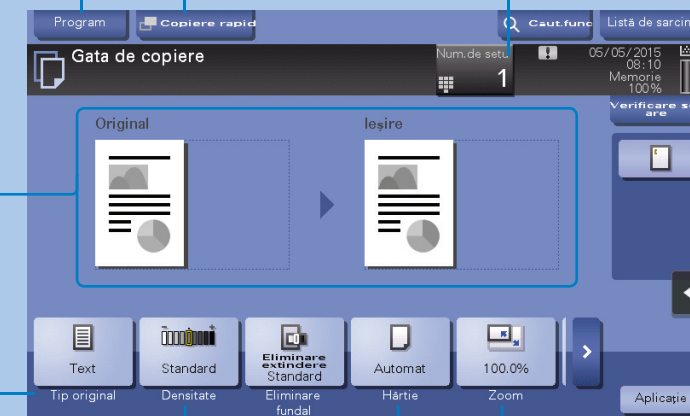 Program
Copiere rapid
Caut.func
Listă de sarcin
Gata de copiere
Num.de setu
1
05/05/2015
08:10
Memorie
100%
Verificare se
are
Original
Ieşire
Text
Standard
Eliminare
extindere
Standard
Automat
100.0%
Tip original
Densitate
Eliminare
fundal
Hârtie
Zoom
Aplicaţie